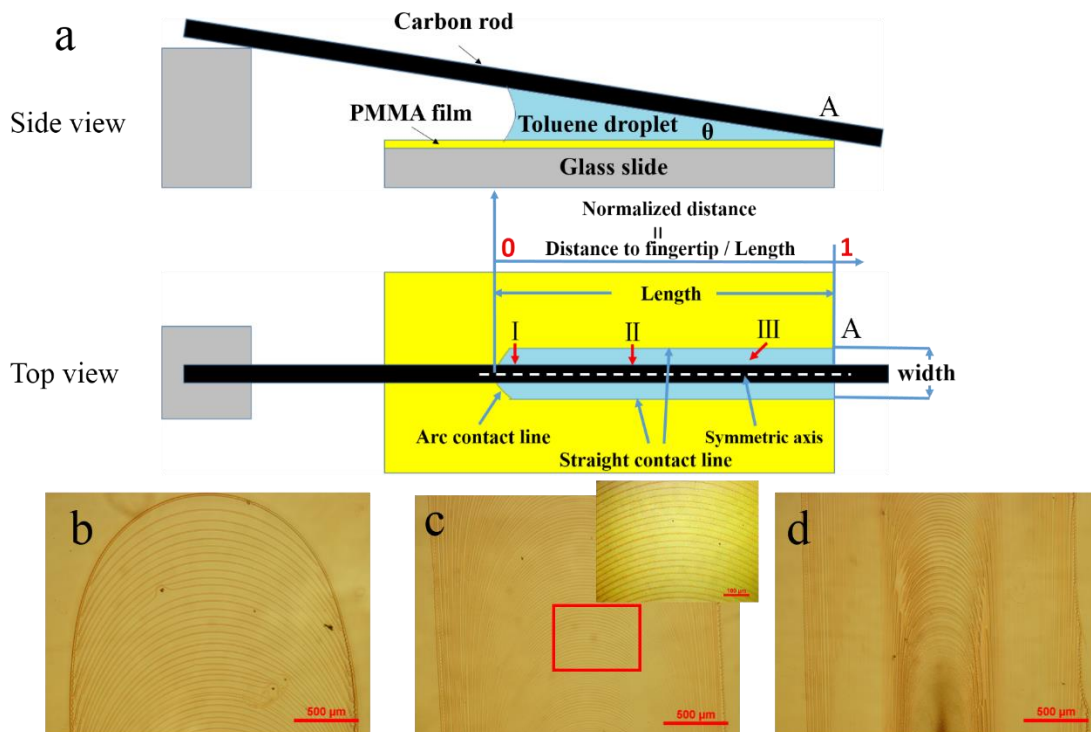 a
Carbon rod
Side view
PMMA film
Toluene droplet
θ
A
Glass slide
Normalized distance
=
0
Distance to fingertip / Length
1
Length
I
II
III
A
Top view
width
Arc contact line
Symmetric axis
Straight contact line
b
500 μm
c
100 μm
500 μm
d
500 μm